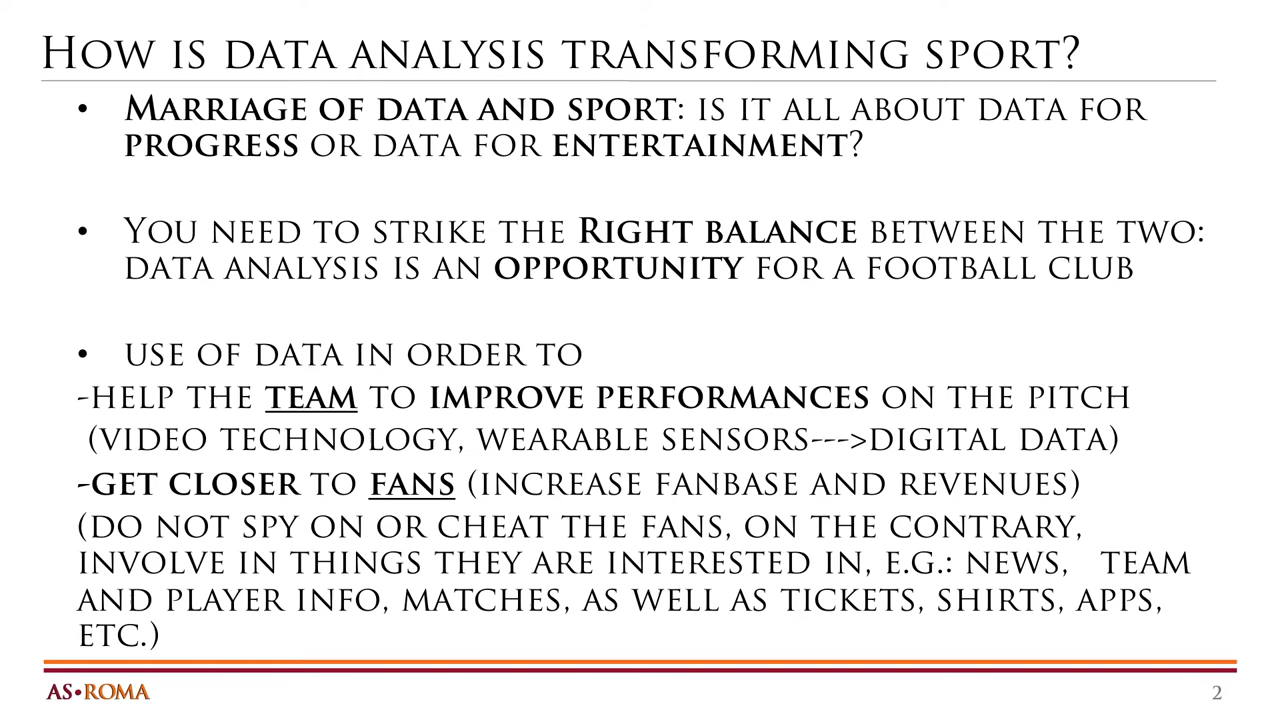 How is data analysis transforming sport?
• Marriage of data and sport: is it all about data for
progress or data for entertainment?
• You need to strike the Right balance between the two:
data analysis is an opportunity for a football club
• use of data in order to
-help the team to improve performances on the pitch
(video technology, wearable sensors--->digital data)
-get closer to fans (increase fanbase and revenues)
(do not spy on or cheat the fans, on the contrary,
involve in things they are interested in, e.g.: news, team
and player info, matches, as well as tickets, shirts, apps,
etc.)
AS•ROMA
2